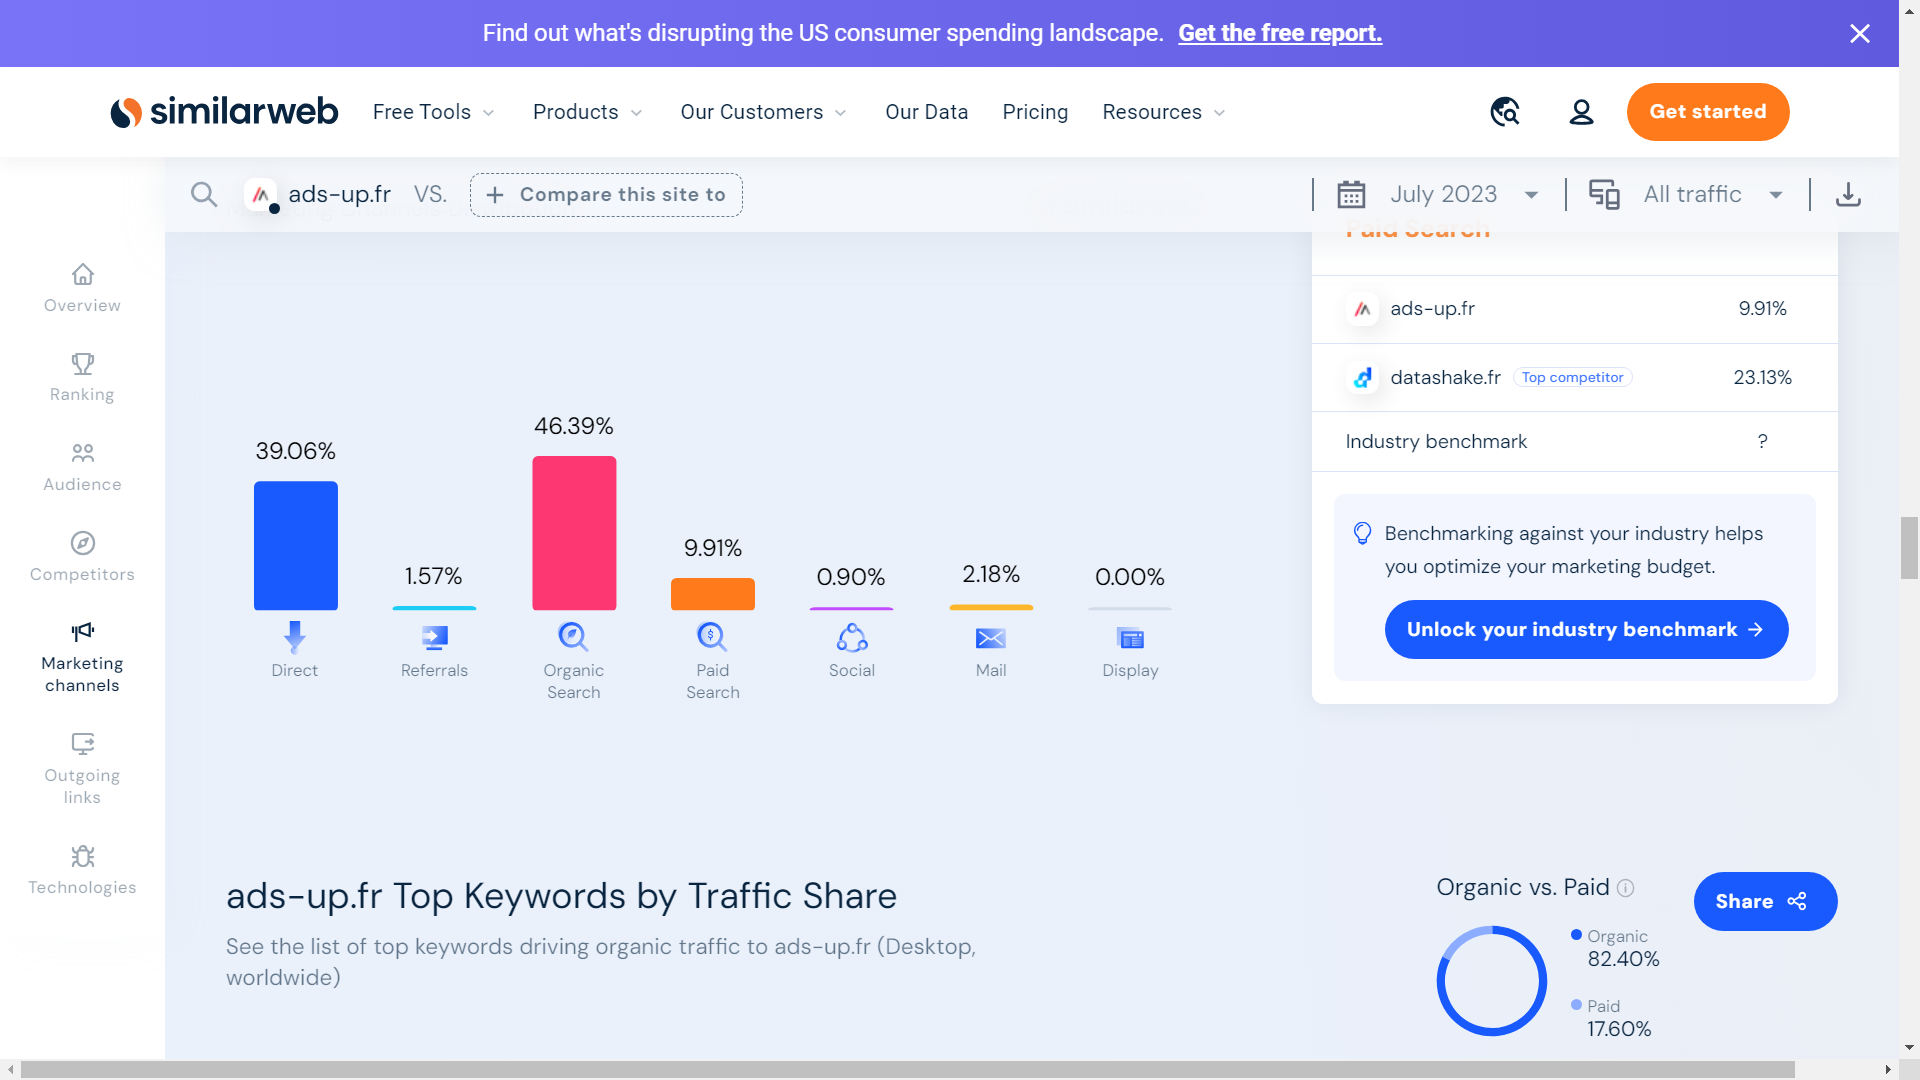 Find out what's disrupting the US consumer spending landscape. Get the free report.
similarweb
Free Tools
Products
Our Customers
Our Data
Pricing
Resources
Get started
ads-up.fr
VS.
+ Compare this site to
July 2023
All traffic
Overview
Ranking
Audience
Competitors
Marketing
channels
Outgoing
links
Technologies
39.06%
1.57%
46.39%
9.91%
0.90%
2.18%
0.00%
Direct
Referrals
Organic
Search
Paid
Search
Social
Mail
Display
Paid Search
ads-up.fr 9.91%
datashake.fr Top competitor 23.13%
Industry benchmark ?
Benchmarking against your industry helps
you optimize your marketing budget.
Unlock your industry benchmark →
ads-up.fr Top Keywords by Traffic Share
See the list of top keywords driving organic traffic to ads-up.fr (Desktop,
worldwide)
Organic vs. Paid
Organic
82.40%
Paid
17.60%
Share